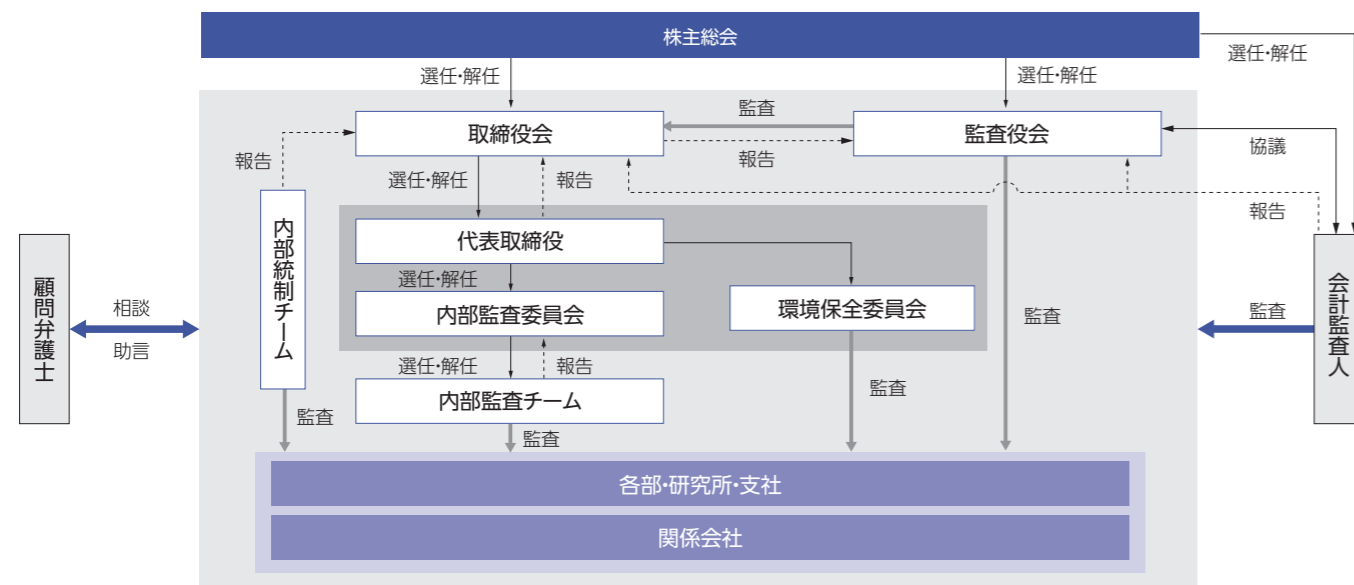 株主総会
選任・解任
選任・解任
選任・解任
監査
取締役会
監査役会
報告
報告
協議
選任・解任
報告
報告
内部統制チーム
代表取締役
選任・解任
内部監査委員会
環境保全委員会
顧問弁護士
相談
助言
監査
監査
会計監査人
選任・解任
報告
監査
内部監査チーム
監査
監査
各部・研究所・支社
関係会社